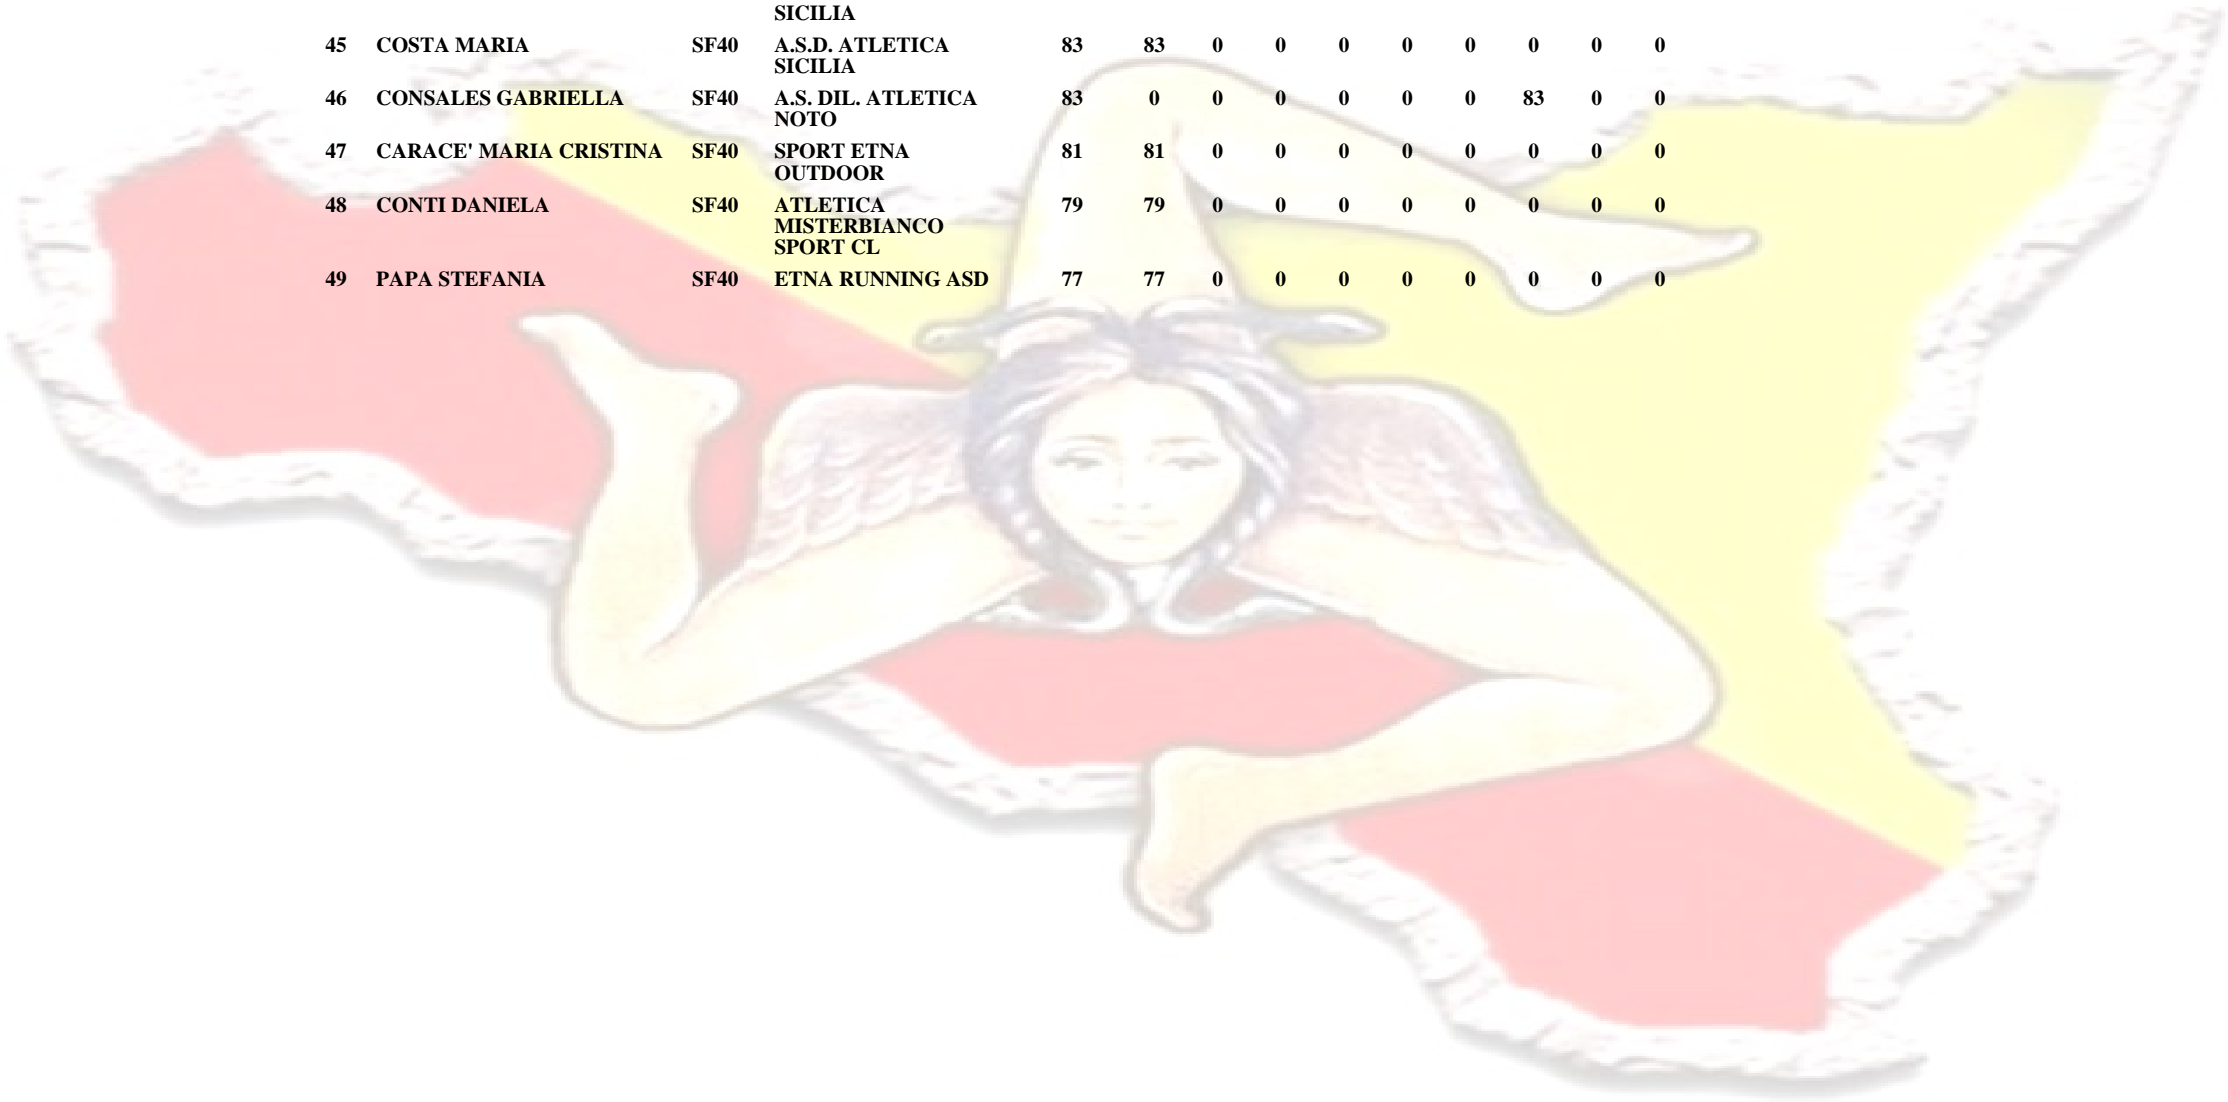 SICILIA
45 COSTA MARIA SF40 A.S.D. ATLETICA 83 83 0 0 0 0 0 0 0 0
SICILIA
46 CONSALES GABRIELLA SF40 A.S. DIL. ATLETICA 83 0 0 0 0 0 0 83 0 0
NOTO
47 CARACE' MARIA CRISTINA SF40 SPORT ETNA 81 81 0 0 0 0 0 0 0 0
OUTDOOR
48 CONTI DANIELA SF40 ATLETICA 79 79 0 0 0 0 0 0 0 0
MISTERBIANCO
SPORT CL
49 PAPA STEFANIA SF40 ETNA RUNNING ASD 77 77 0 0 0 0 0 0 0 0